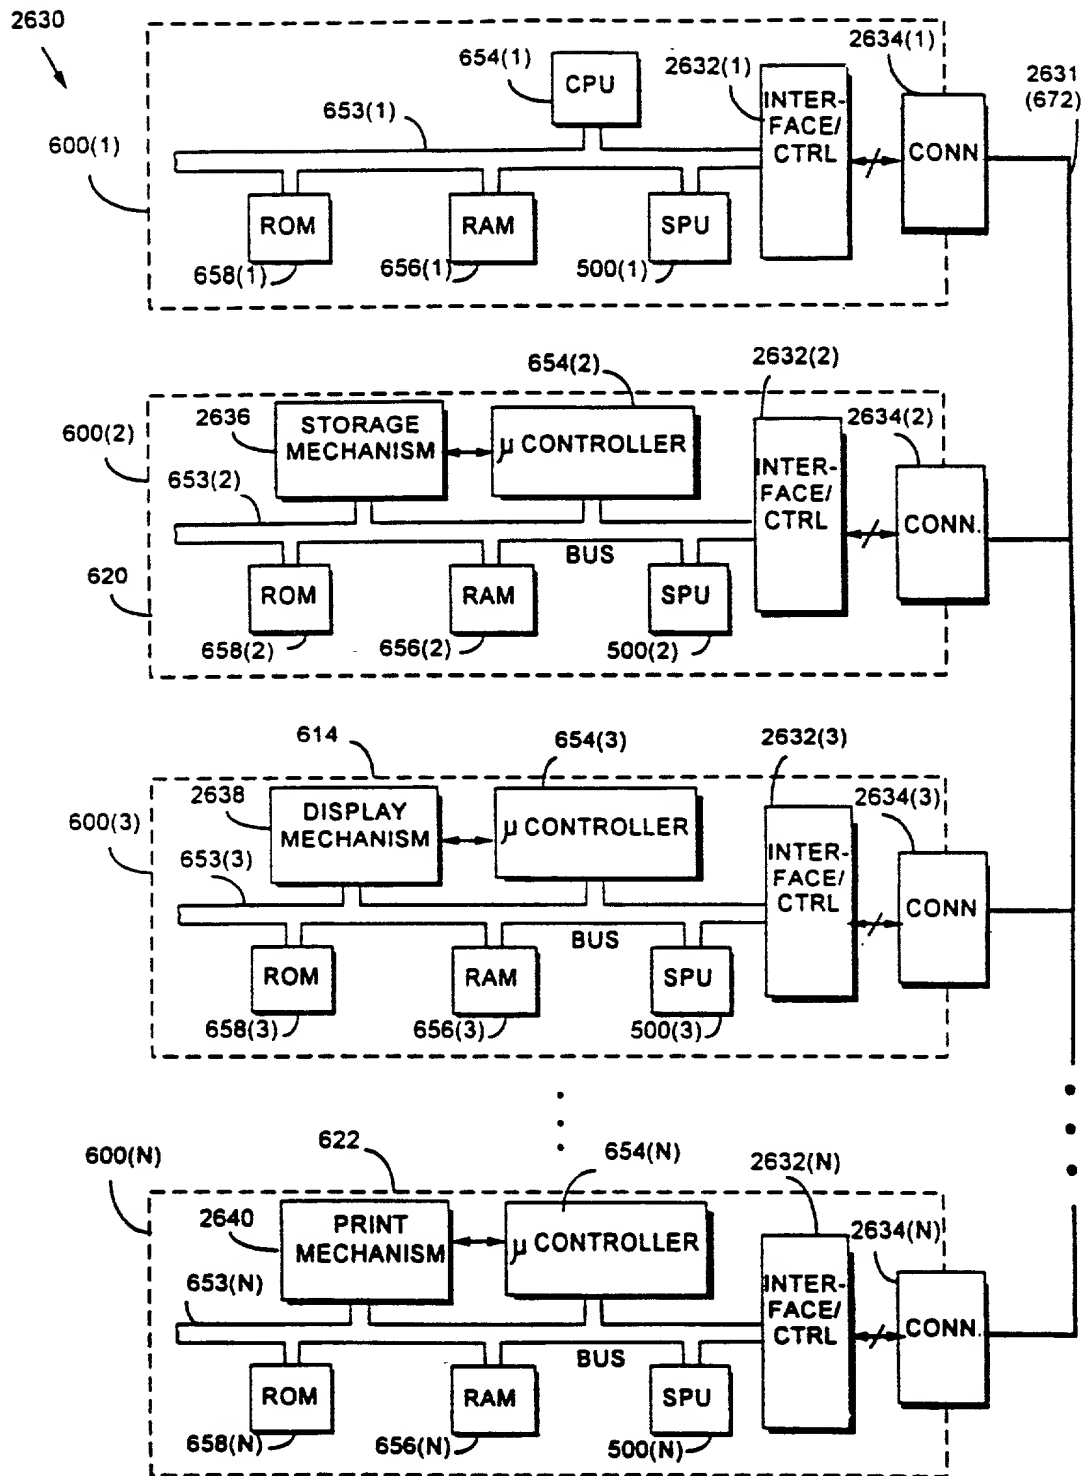 2630
600(1)
654(1)
CPU
2632(1)
INTER-
FACE/
CTRL
2634(1)
CONN
2631
(672)
653(1)
ROM
658(1)
RAM
656(1)
SPU
500(1)
600(2)
620
2636
STORAGE
MECHANISM
654(2)
μ CONTROLLER
2632(2)
INTER-
FACE/
CTRL
2634(2)
CONN.
653(2)
BUS
ROM
658(2)
RAM
656(2)
SPU
500(2)
614
600(3)
2638
DISPLAY
MECHANISM
654(3)
μ CONTROLLER
2632(3)
INTER-
FACE/
CTRL
2634(3)
CONN
653(3)
BUS
ROM
658(3)
RAM
656(3)
SPU
500(3)
622
600(N)
2640
PRINT
MECHANISM
654(N)
μ CONTROLLER
2632(N)
INTER-
FACE/
CTRL
2634(N)
CONN.
653(N)
BUS
ROM
658(N)
RAM
656(N)
SPU
500(N)